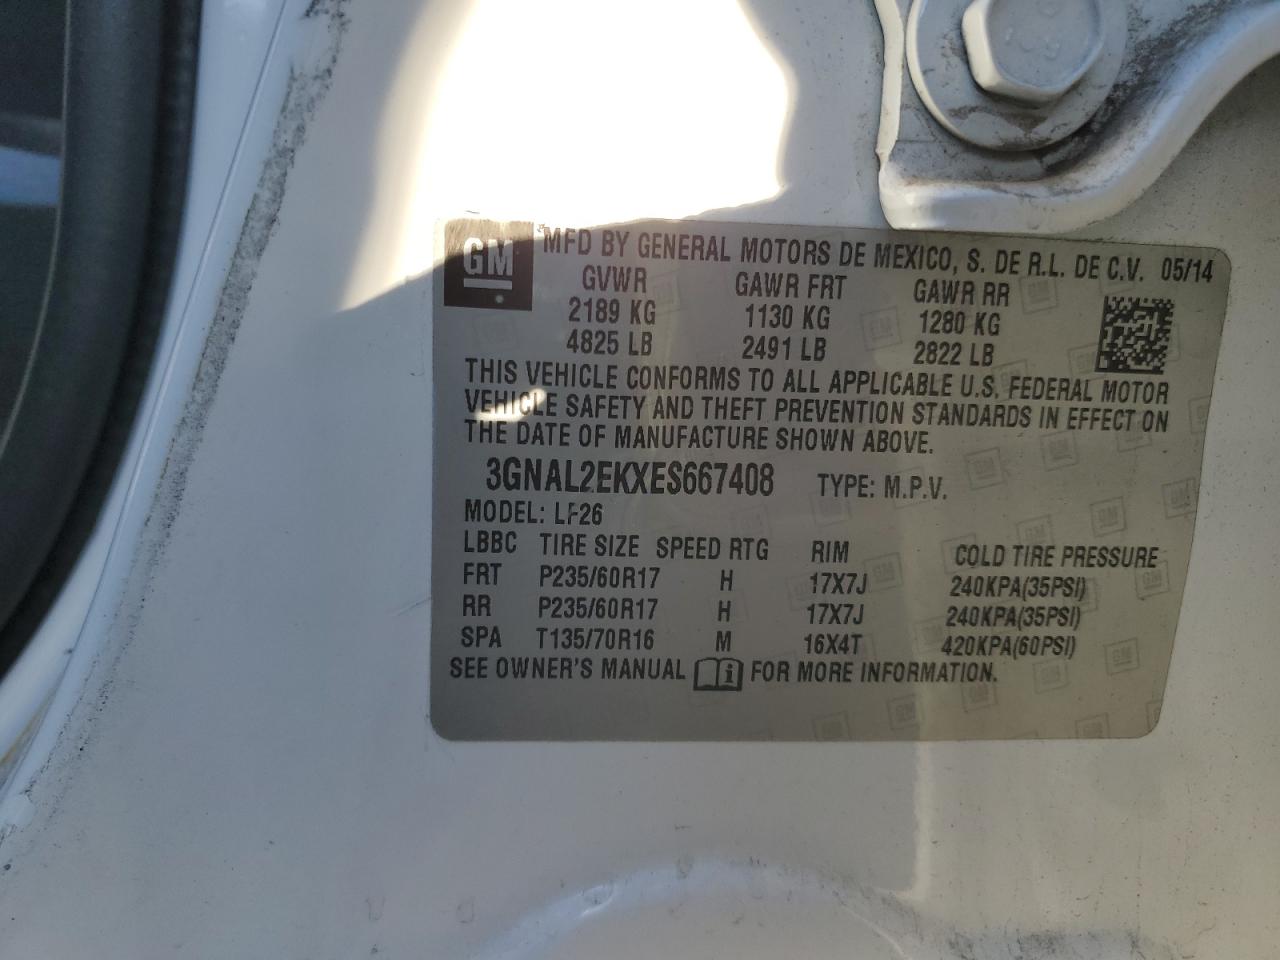 GM
MFD BY GENERAL MOTORS DE MEXICO, S. DE R.L. DE C.V. 05/14
GVWR GAWR FRT GAWR RR
2189 KG 1130 KG 1280 KG
4825 LB 2491 LB 2822 LB
THIS VEHICLE CONFORMS TO ALL APPLICABLE U.S. FEDERAL MOTOR
VEHICLE SAFETY AND THEFT PREVENTION STANDARDS IN EFFECT ON
THE DATE OF MANUFACTURE SHOWN ABOVE.
3GNAL2EKXES667408 TYPE: M.P.V.
MODEL: LF26
LBBC TIRE SIZE SPEED RTG RIM COLD TIRE PRESSURE
FRT P235/60R17 H 17X7J 240KPA(35PSI)
RR P235/60R17 H 17X7J 240KPA(35PSI)
SPA T135/70R16 M 16X4T 420KPA(60PSI)
SEE OWNER'S MANUAL i FOR MORE INFORMATION.